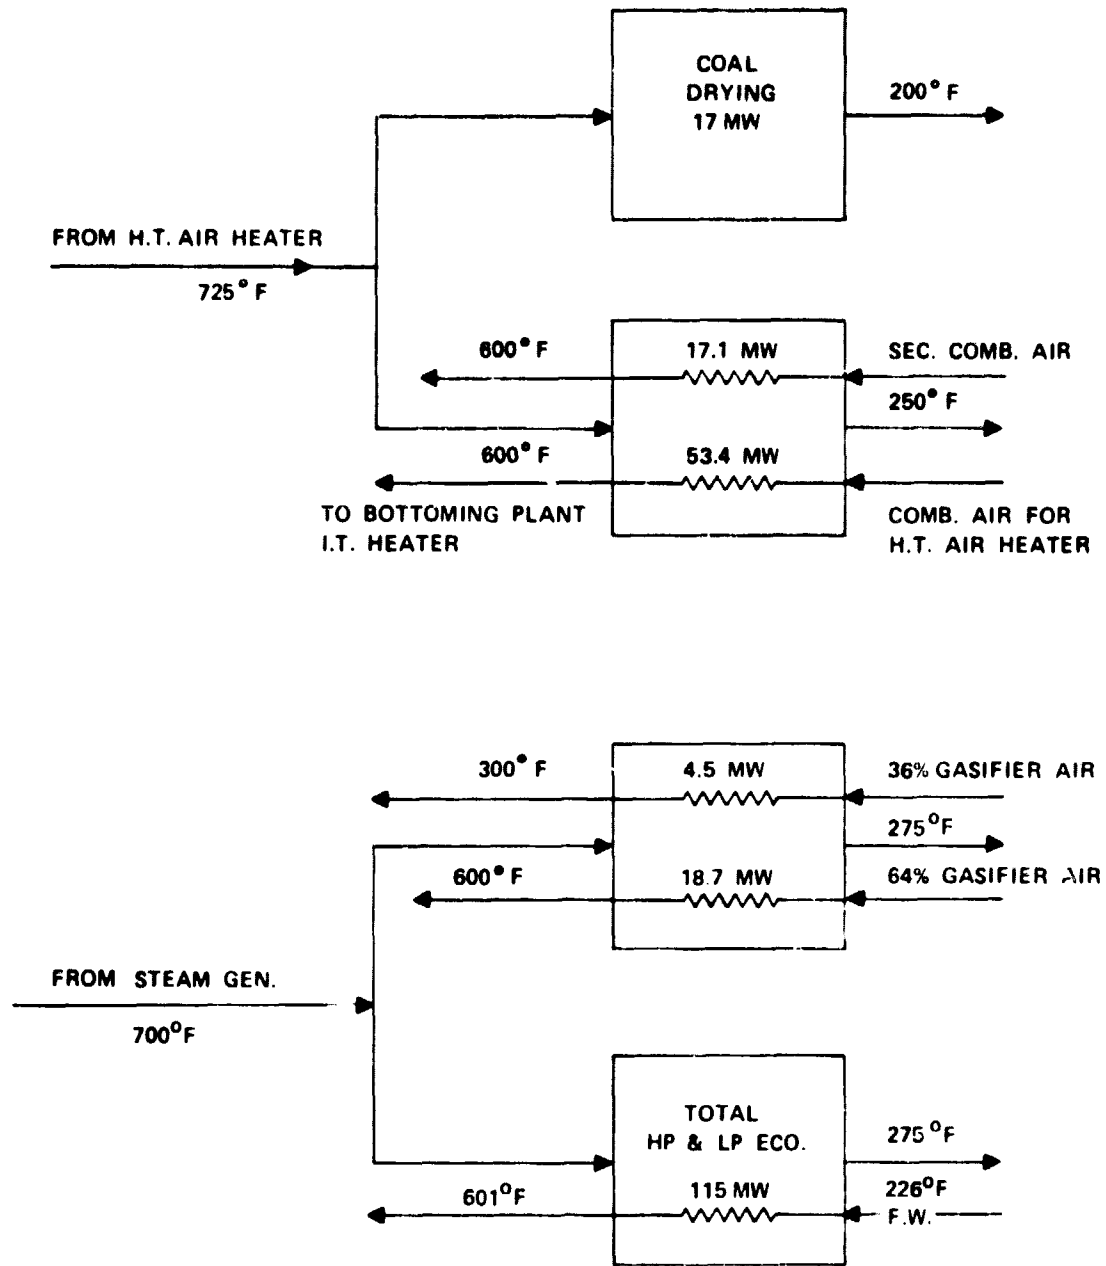 COAL
DRYING
17 MW
200° F
FROM H.T. AIR HEATER
725° F
600° F
17.1 MW
SEC. COMB. AIR
250° F
600° F
53.4 MW
TO BOTTOMING PLANT
I.T. HEATER
COMB. AIR FOR
H.T. AIR HEATER
300° F
4.5 MW
36% GASIFIER AIR
275°F
600° F
18.7 MW
64% GASIFIER AIR
FROM STEAM GEN.
700°F
TOTAL
HP & LP ECO.
275°F
601°F
115 MW
226°F
F.W.